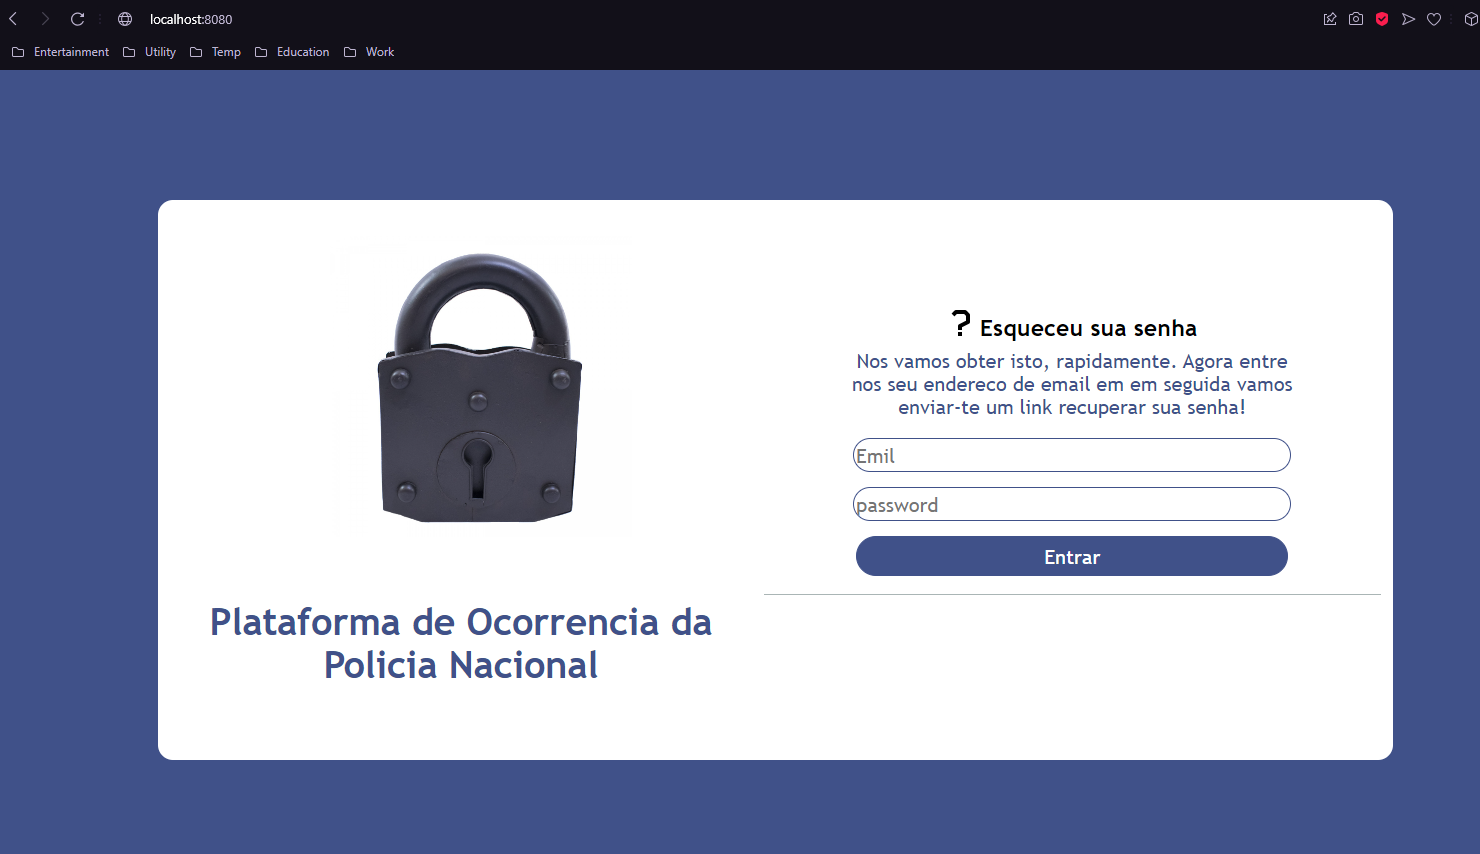 localhost:8080
Entertainment Utility Temp Education Work
? Esqueceu sua senha
Nos vamos obter isto, rapidamente. Agora entre
nos seu endereco de email em em seguida vamos
enviar-te um link recuperar sua senha!
Emil
password
Entrar
Plataforma de Ocorrencia da
Policia Nacional